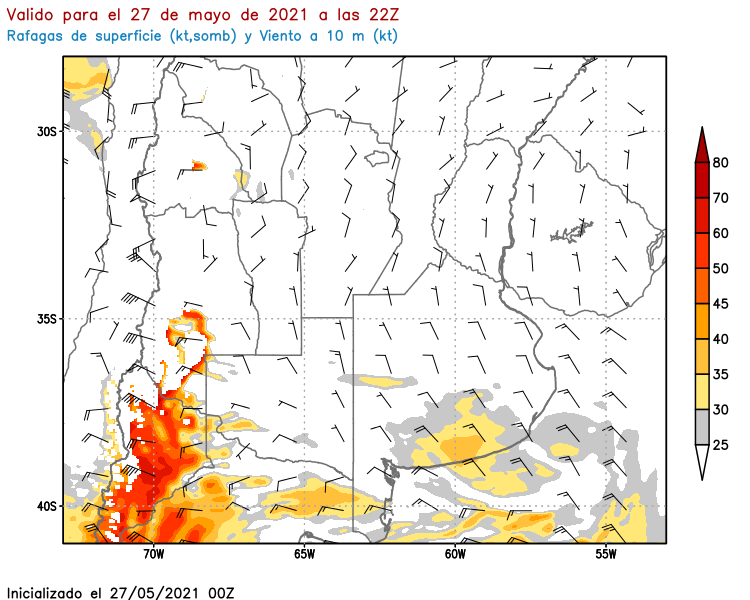 Valido para el 27 de mayo de 2021 a las 22Z
Rafagas de superficie (kt,somb) y Viento a 10 m (kt)
30S
35S
40S
70W 65W 60W 55W
80
70
60
50
45
40
35
30
25
Inicializado el 27/05/2021 00Z